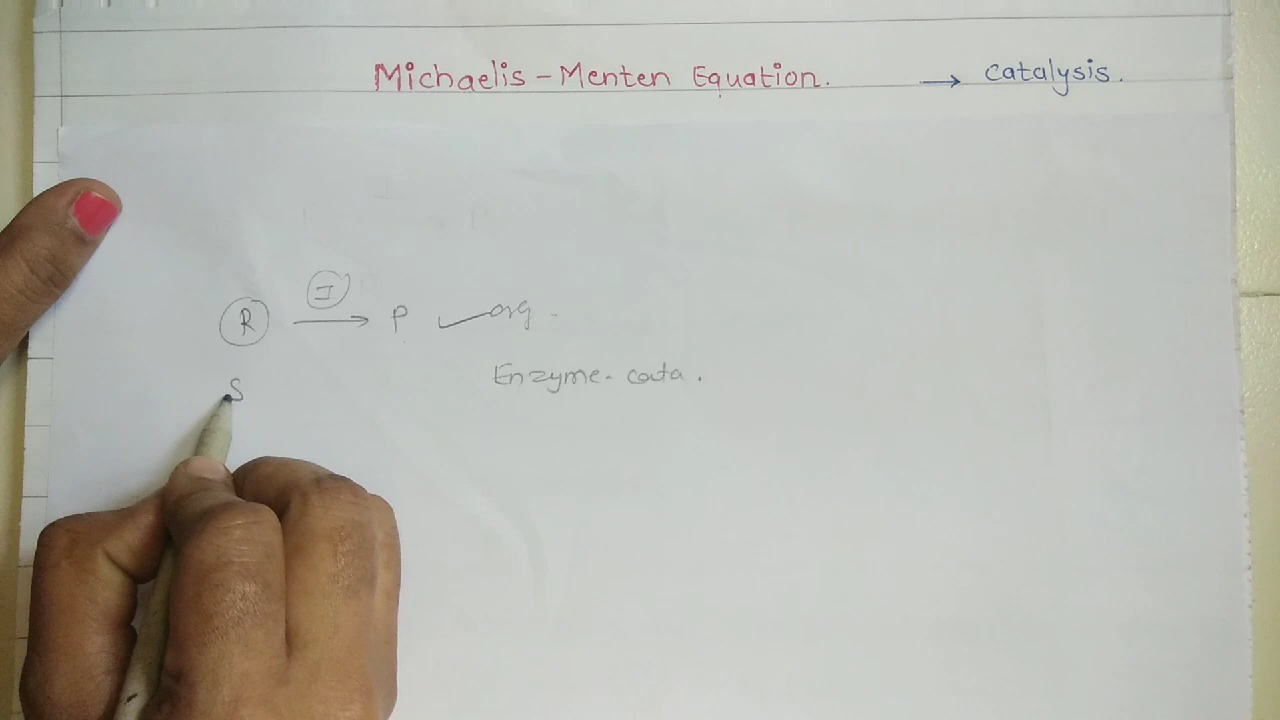 Michaelis - Menten Equation. → Catalysis.
R → P org.
Enzyme - cata.
S